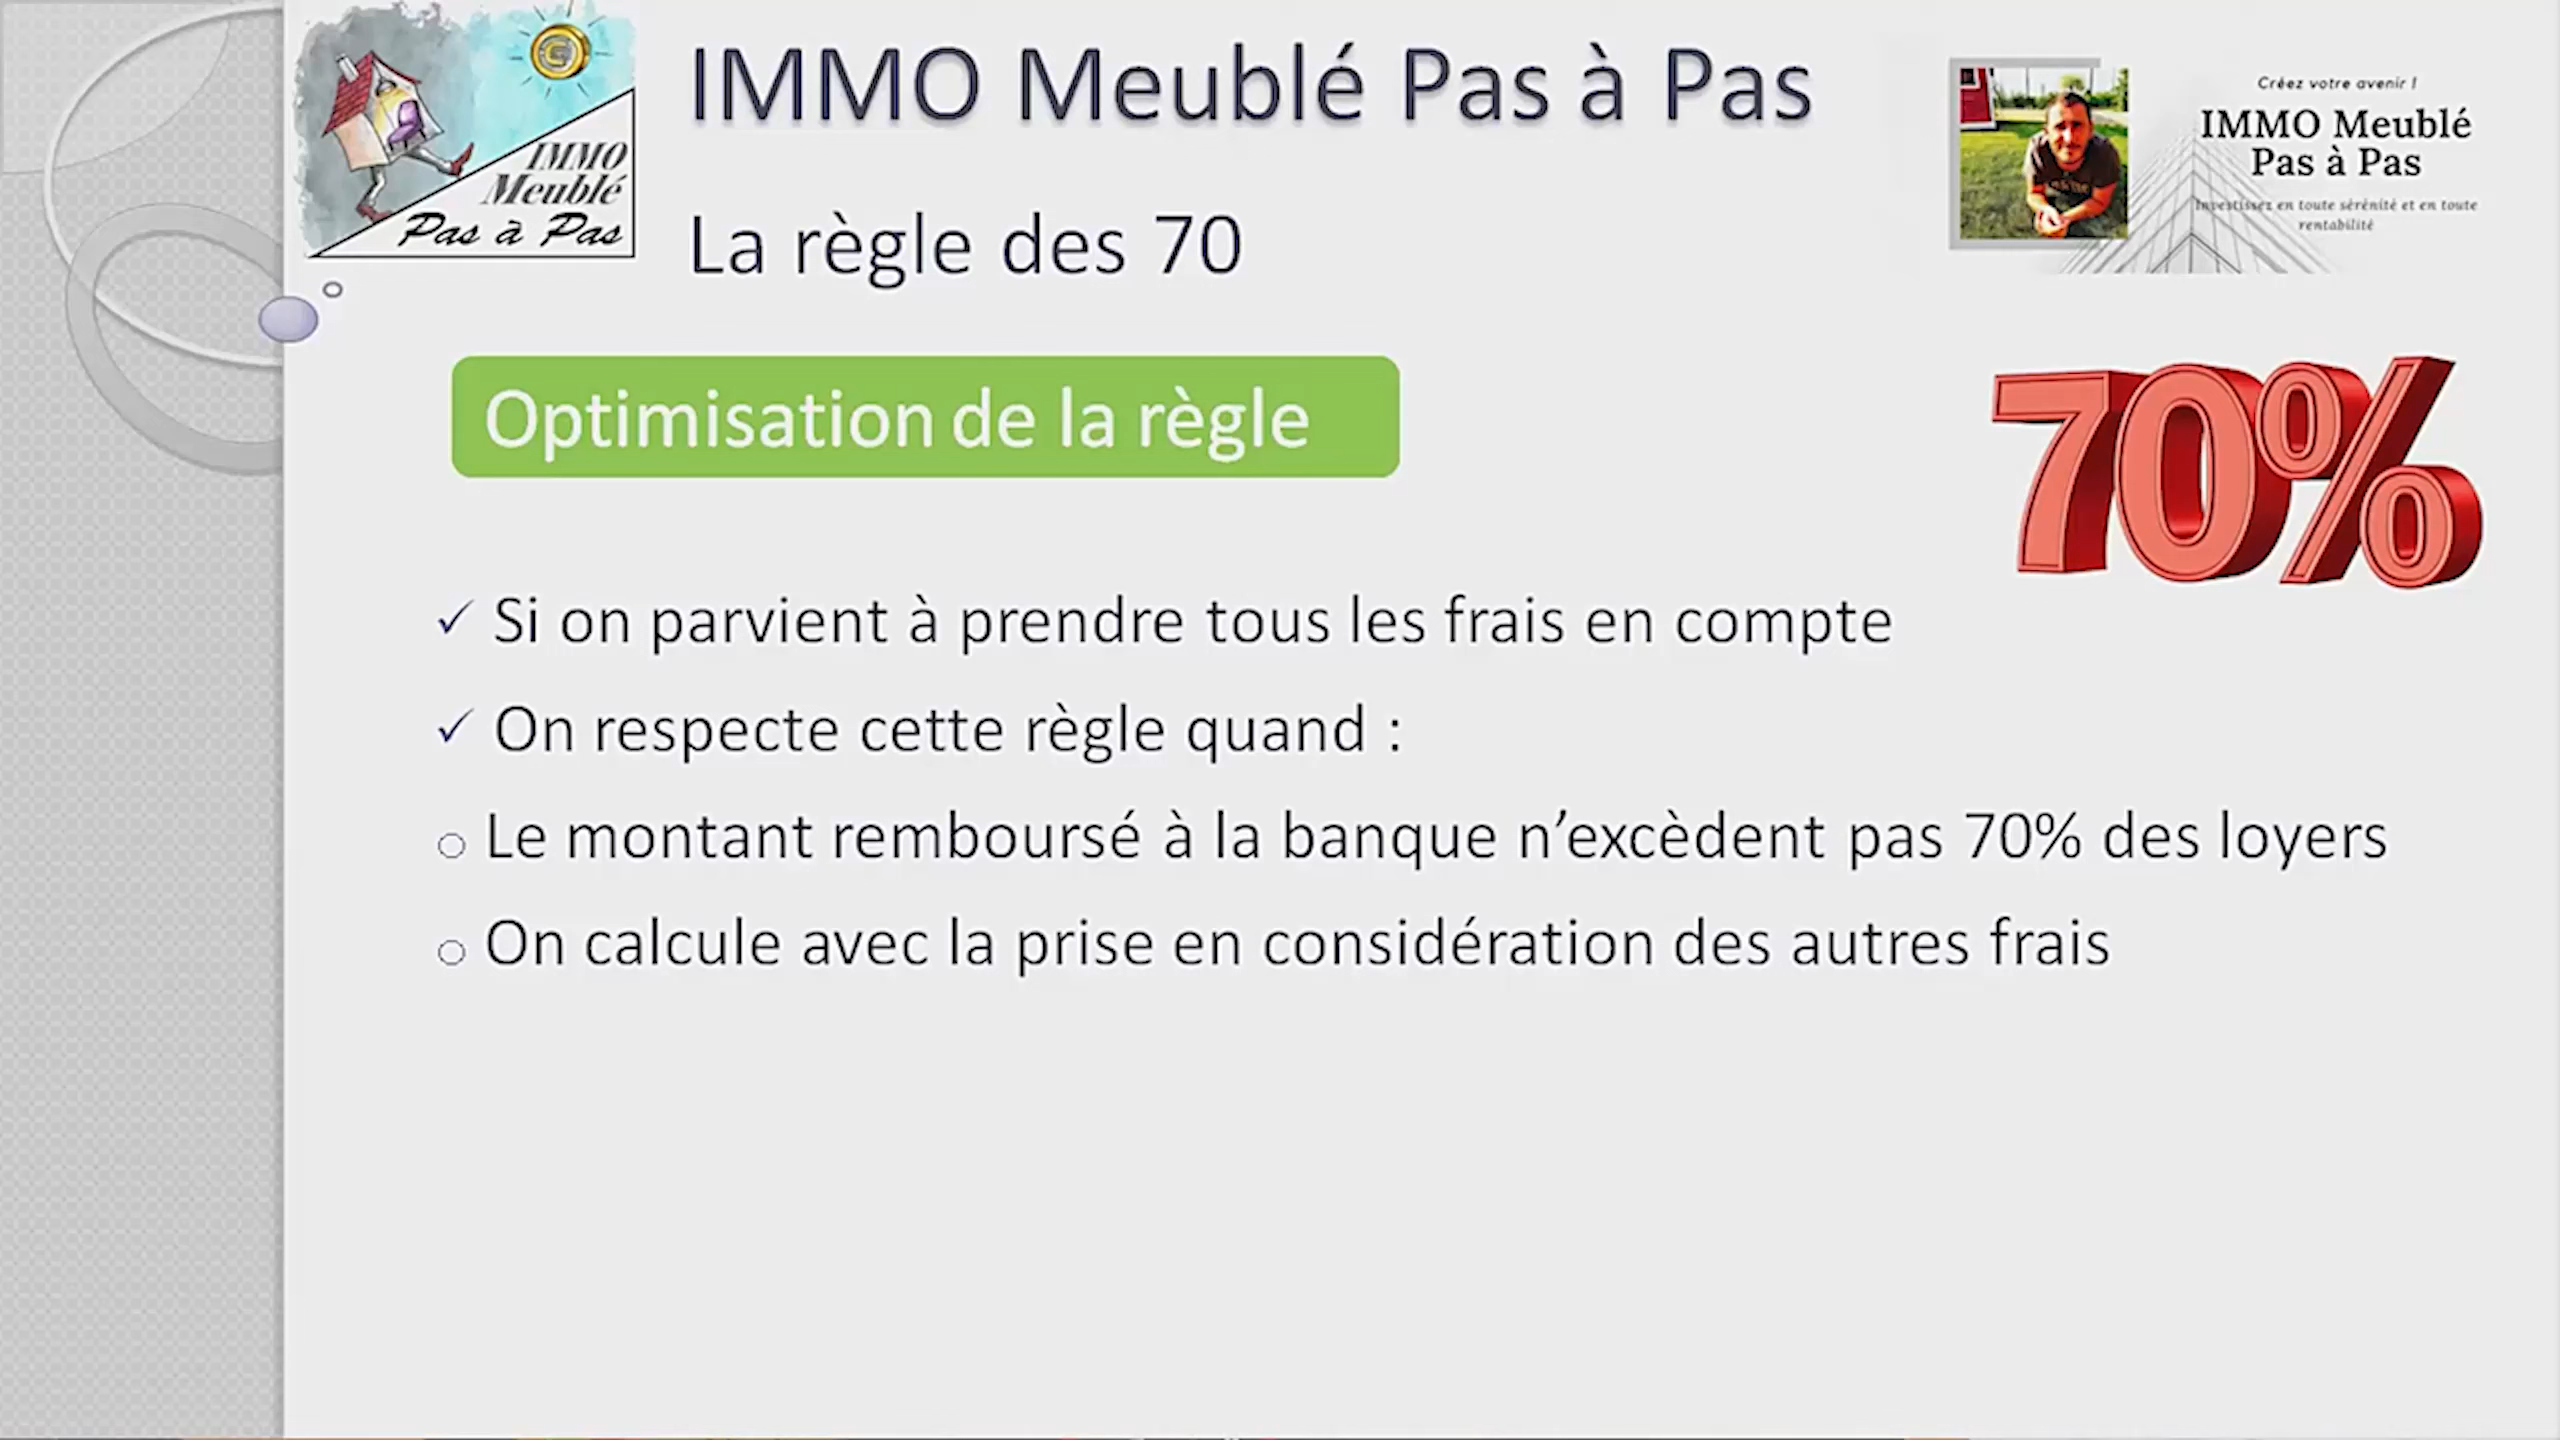 IMMO
Meublé
Pas à Pas
IMMO Meublé Pas à Pas
La règle des 70
Créez votre avenir !
IMMO Meublé
Pas à Pas
Investissez en toute sérénité et en toute
rentabilité
70%
Optimisation de la règle
✓ Si on parvient à prendre tous les frais en compte
✓ On respecte cette règle quand :
o Le montant remboursé à la banque n’excèdent pas 70% des loyers
o On calcule avec la prise en considération des autres frais